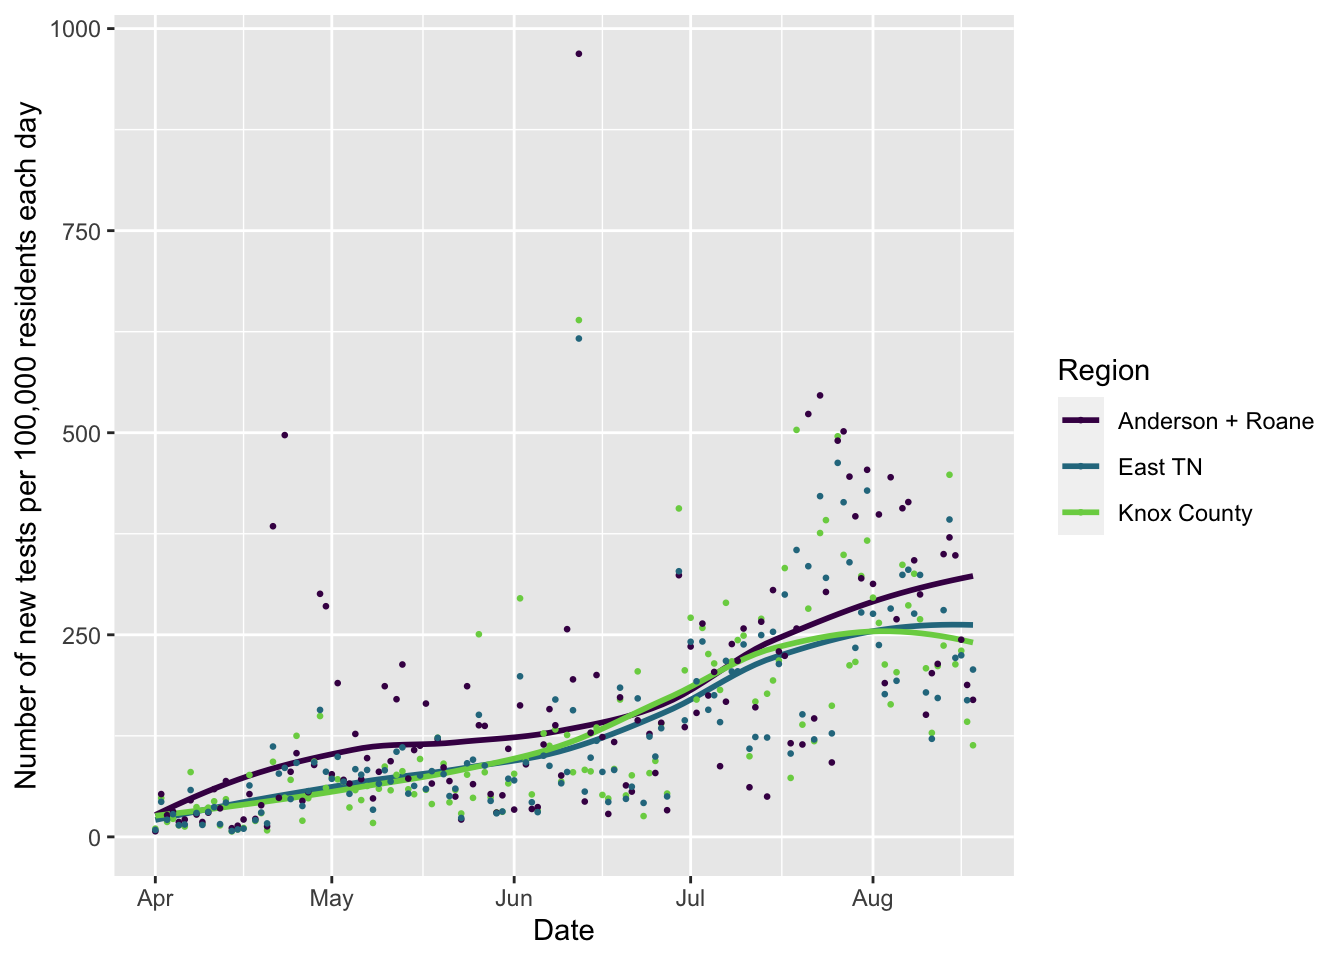 Number of new tests per 100,000 residents each day
1000
750
500
250
0
Apr
May
Jun
Jul
Aug
Date
Region
Anderson + Roane
East TN
Knox County